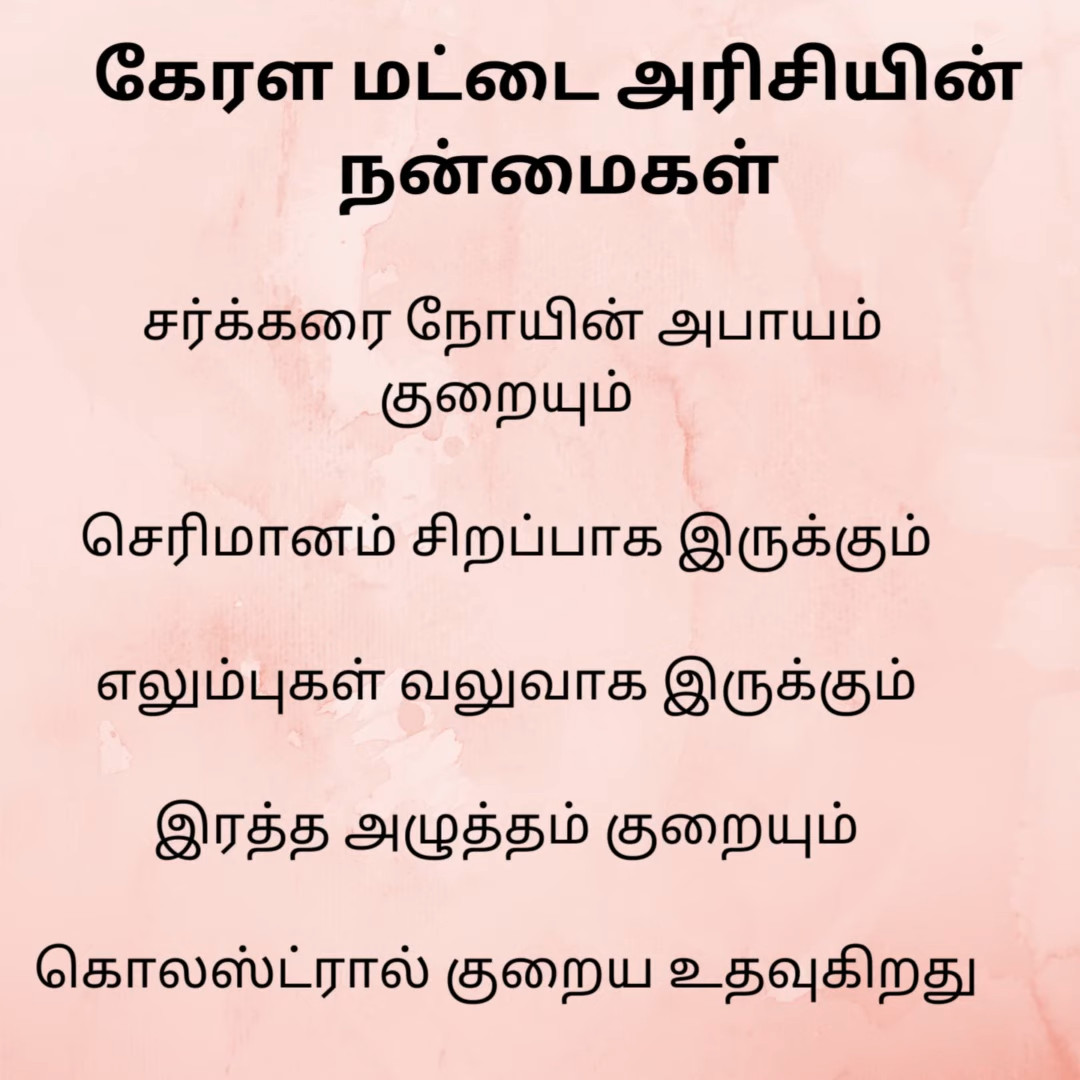 கேரள மட்டை அரிசியின்
நன்மைகள்
சர்க்கரை நோயின் அபாயம்
குறையும்
செரிமானம் சிறப்பாக இருக்கும்
எலும்புகள் வலுவாக இருக்கும்
இரத்த அழுத்தம் குறையும்
கொலஸ்ட்ரால் குறைய உதவுகிறது